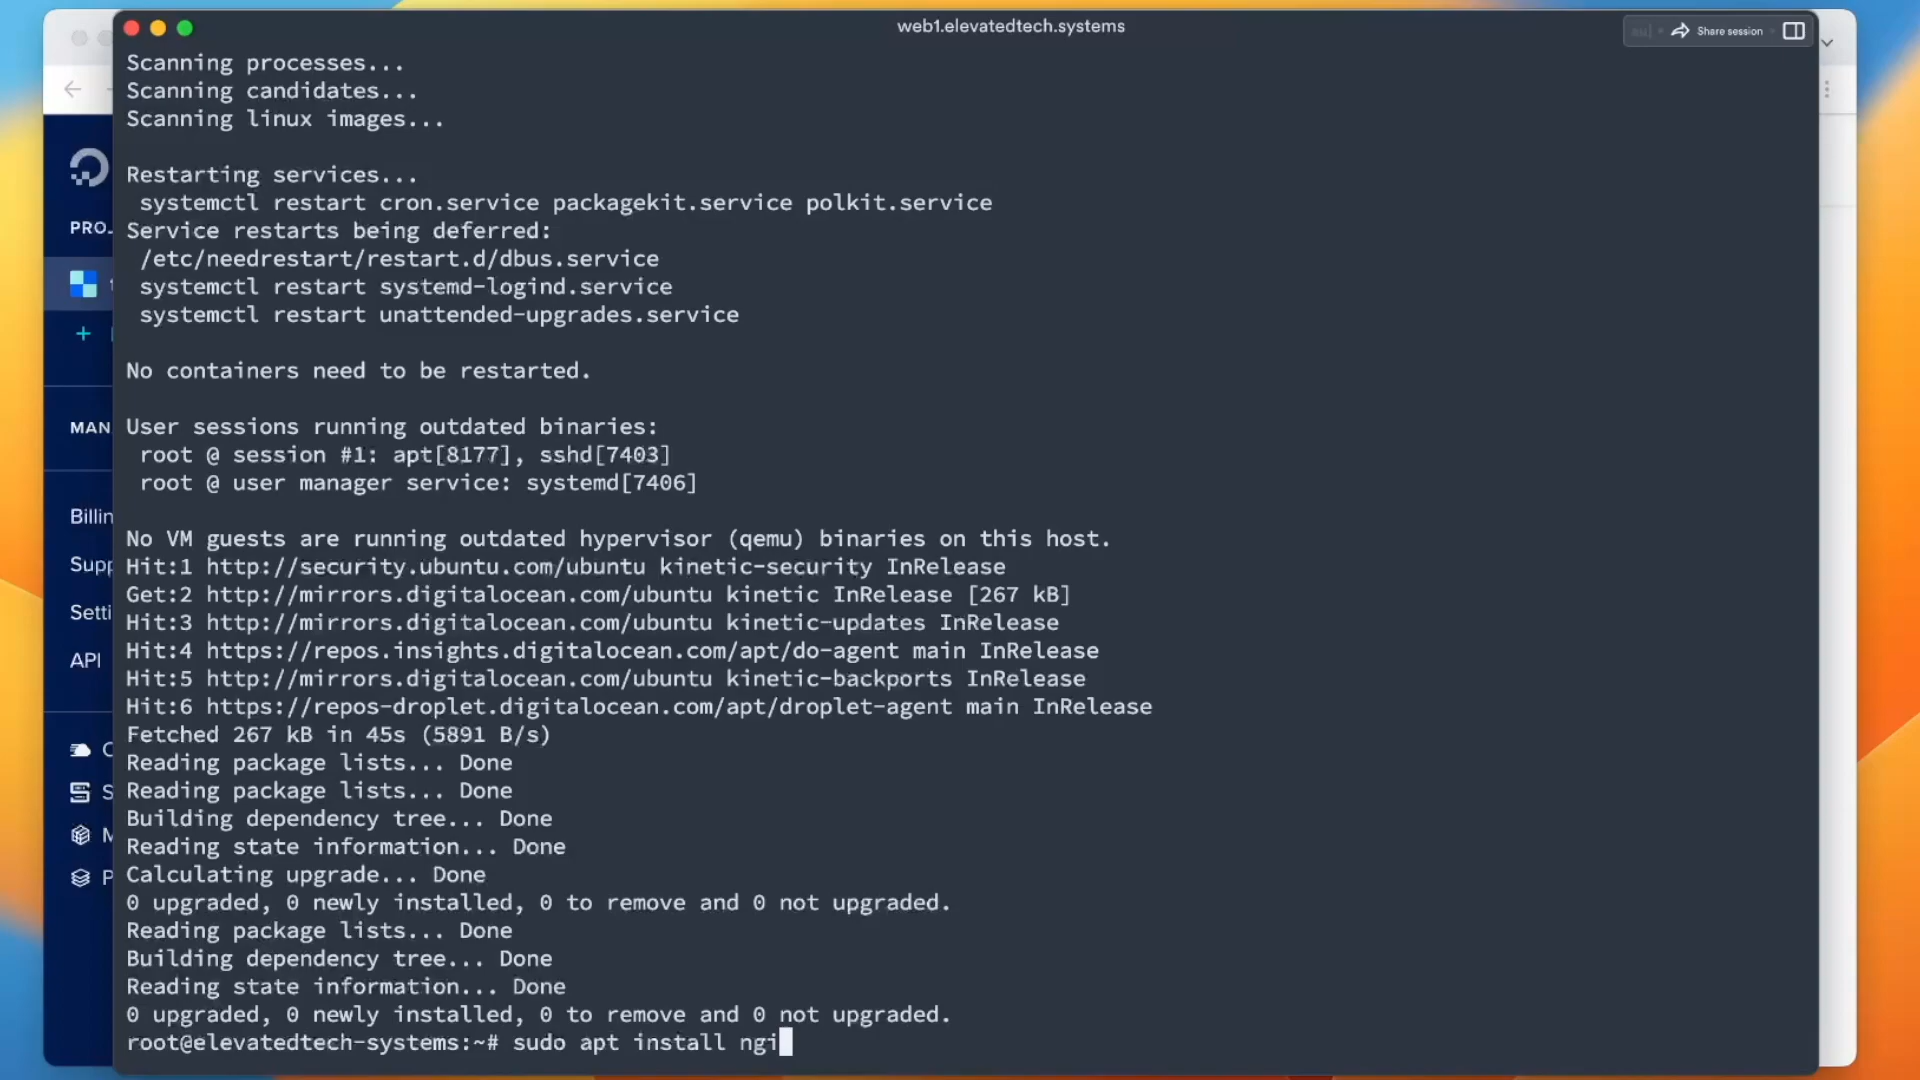 web1.elevatedtech.systems
Share session
Scanning processes...
Scanning candidates...
Scanning linux images...
Restarting services...
systemctl restart cron.service packagekit.service polkit.service
Service restarts being deferred:
/etc/needrestart/restart.d/dbus.service
systemctl restart systemd-logind.service
systemctl restart unattended-upgrades.service
No containers need to be restarted.
User sessions running outdated binaries:
root @ session #1: apt[8177], sshd[7403]
root @ user manager service: systemd[7406]
No VM guests are running outdated hypervisor (qemu) binaries on this host.
Hit:1 http://security.ubuntu.com/ubuntu kinetic-security InRelease
Get:2 http://mirrors.digitalocean.com/ubuntu kinetic InRelease [267 kB]
Hit:3 http://mirrors.digitalocean.com/ubuntu kinetic-updates InRelease
Hit:4 https://repos.insights.digitalocean.com/apt/do-agent main InRelease
Hit:5 http://mirrors.digitalocean.com/ubuntu kinetic-backports InRelease
Hit:6 https://repos-droplet.digitalocean.com/apt/droplet-agent main InRelease
Fetched 267 kB in 45s (5891 B/s)
Reading package lists... Done
Reading package lists... Done
Building dependency tree... Done
Reading state information... Done
Calculating upgrade... Done
0 upgraded, 0 newly installed, 0 to remove and 0 not upgraded.
Reading package lists... Done
Building dependency tree... Done
Reading state information... Done
0 upgraded, 0 newly installed, 0 to remove and 0 not upgraded.
root@elevatedtech-systems:~# sudo apt install ngi
PROJ
MAN
Billin
Supp
Setti
API
C
S
M
P